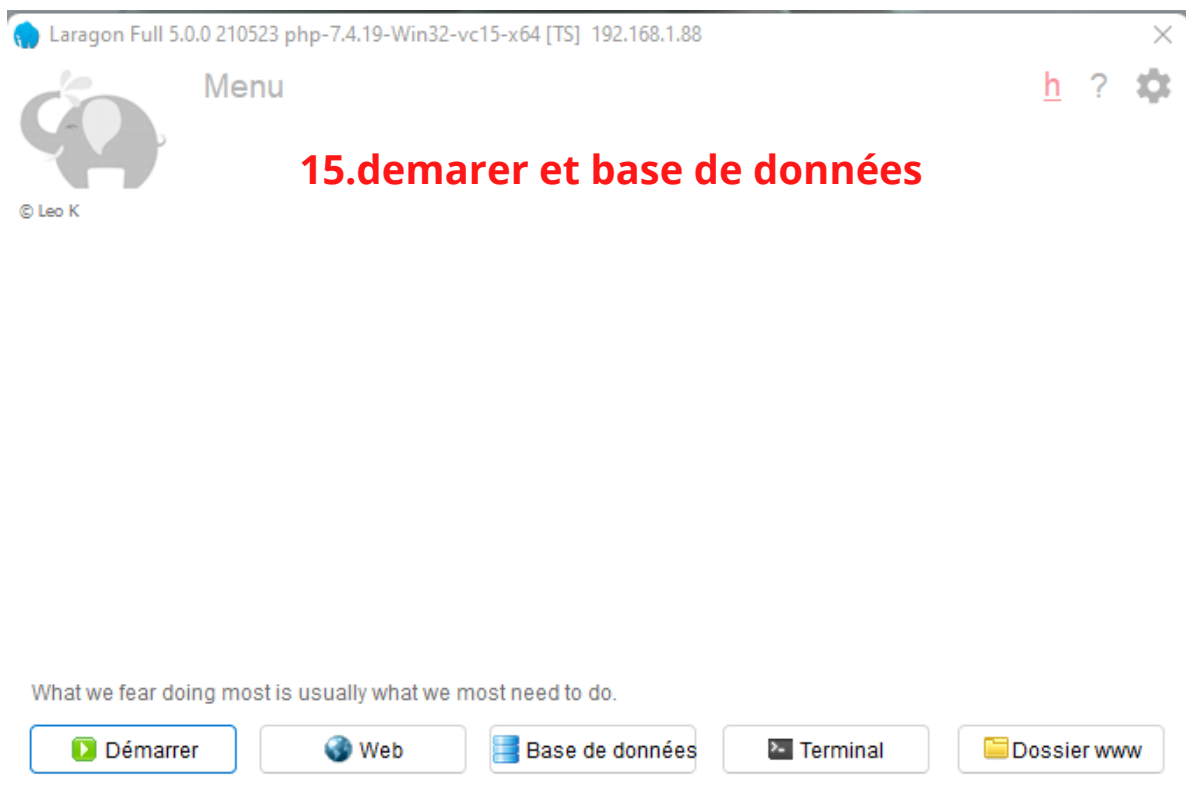 Laragon Full 5.0.0 210523 php-7.4.19-Win32-vc15-x64 [TS] 192.168.1.88
Menu
h ?
15.demarer et base de données
© Leo K
What we fear doing most is usually what we most need to do.
Démarrer Web Base de données Terminal Dossier www